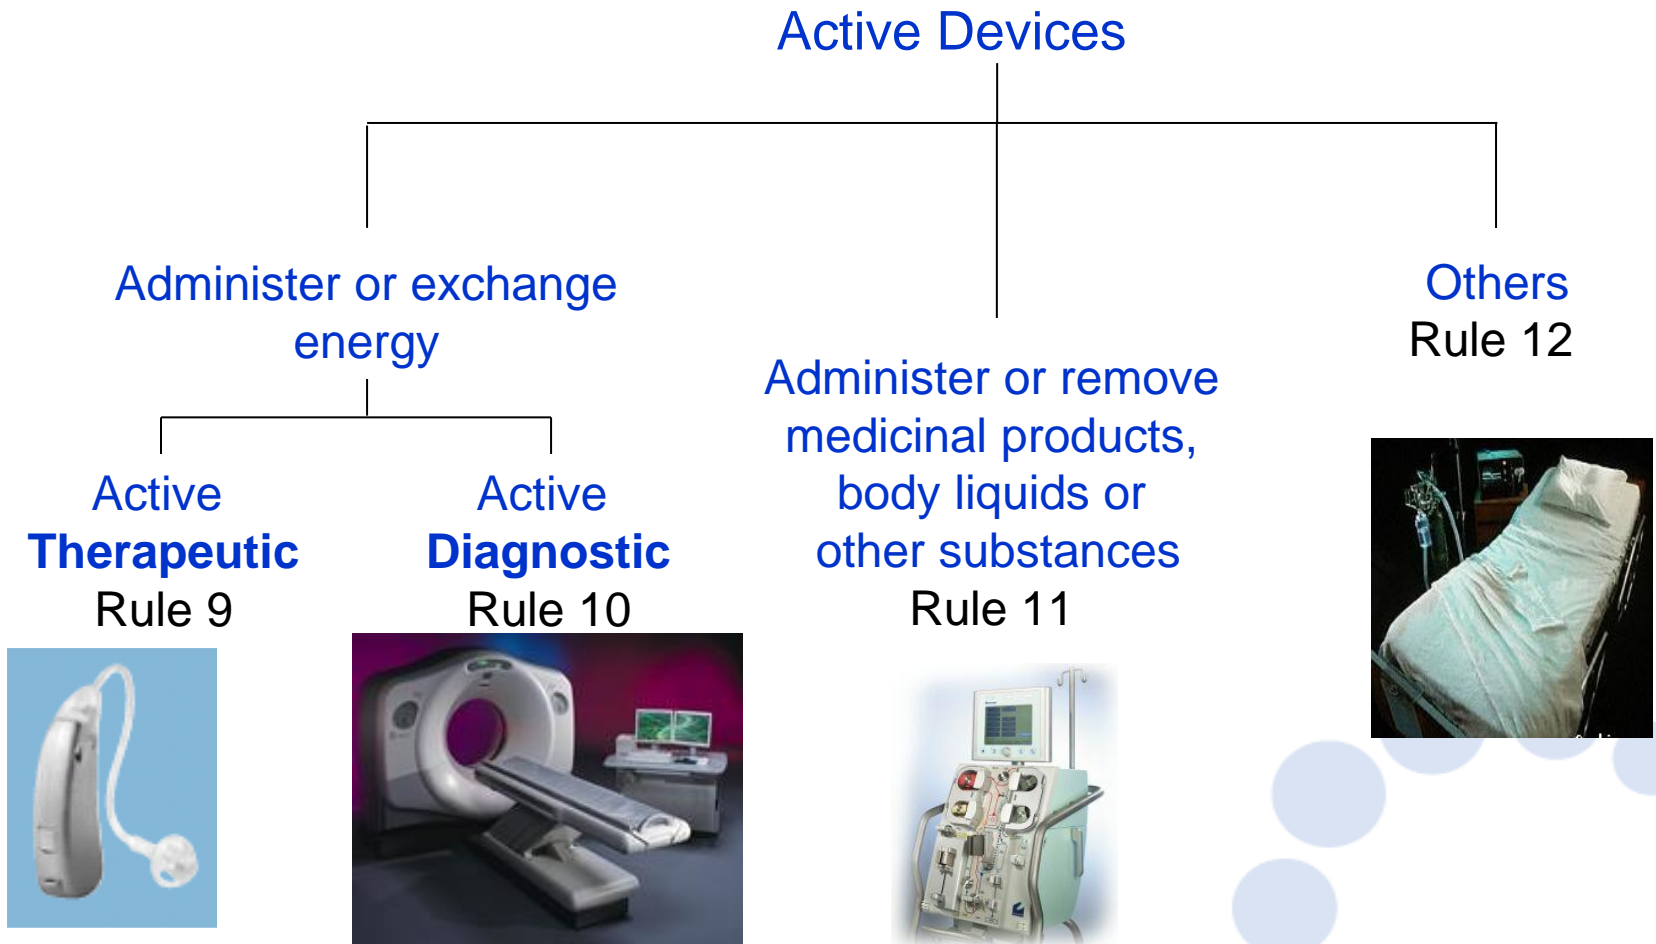 Active Devices
Administer or exchange
energy
Active
Therapeutic
Rule 9
Active
Diagnostic
Rule 10
Administer or remove
medicinal products,
body liquids or
other substances
Rule 11
Others
Rule 12